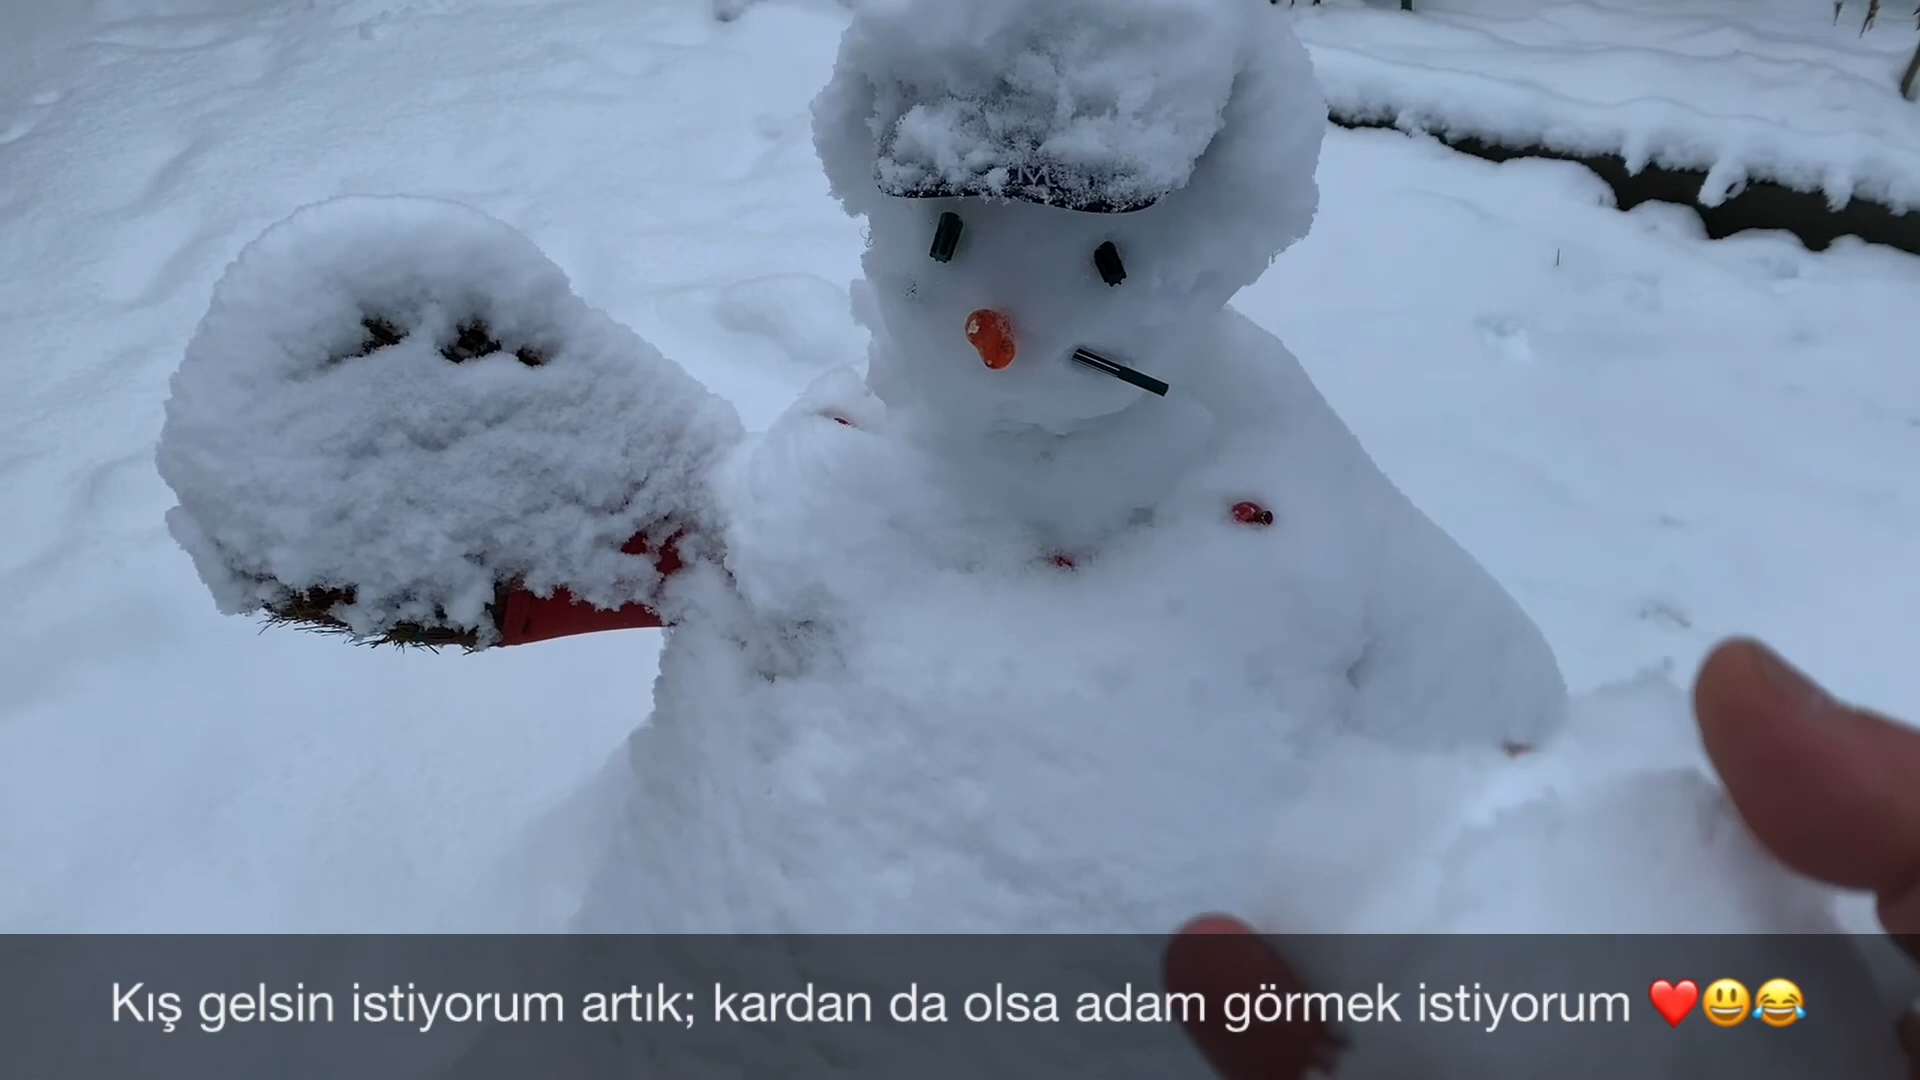 Kış gelsin istiyorum artık; kardan da olsa adam görmek istiyorum ❤️😃😂